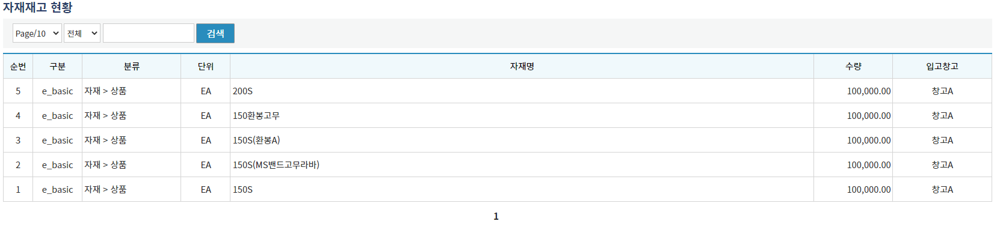 자재재고 현황
Page/10 전체 검색
순번 구분 분류 단위 자재명 수량 입고창고
5 e_basic 자재 > 상품 EA 200S 100,000.00 창고A
4 e_basic 자재 > 상품 EA 150환봉고무 100,000.00 창고A
3 e_basic 자재 > 상품 EA 150S(환봉A) 100,000.00 창고A
2 e_basic 자재 > 상품 EA 150S(MS밴드고무라바) 100,000.00 창고A
1 e_basic 자재 > 상품 EA 150S 100,000.00 창고A
1